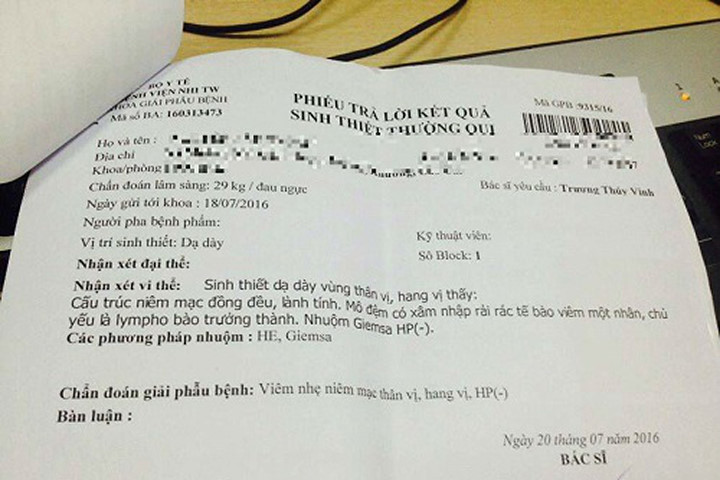 BỘ Y TẾ
BỆNH VIỆN NHI TW
KHOA GIẢI PHẪU BỆNH
Mã số BA: 160313473
PHIẾU TRẢ LỜI KẾT QUẢ
SINH THIẾT THƯỜNG QUI
Mã GPB :9315/16
Họ và tên :
Địa chỉ
Khoa/phòng
Chẩn đoán lâm sàng: 29 kg / đau ngực
Bác sĩ yêu cầu : Trương Thúy Vinh
Ngày gửi tới khoa : 18/07/2016
Người pha bệnh phẩm:
Kỹ thuật viên:
Vị trí sinh thiết: Dạ dày
Số Block: 1
Nhận xét đại thể:
Nhận xét vi thể: Sinh thiết dạ dày vùng thân vị, hang vị thấy:
Cấu trúc niêm mạc đồng đều, lành tính. Mô đệm có xâm nhập rải rác tế bào viêm một nhân, chủ
yếu là lympho bào trưởng thành. Nhuộm Giemsa HP(-).
Các phương pháp nhuộm : HE, Giemsa
Chẩn đoán giải phẫu bệnh: Viêm nhẹ niêm mạc thân vị, hang vị, HP(-)
Bàn luận :
Ngày 20 tháng 07 năm 2016
BÁC SĨ
Num
Lock